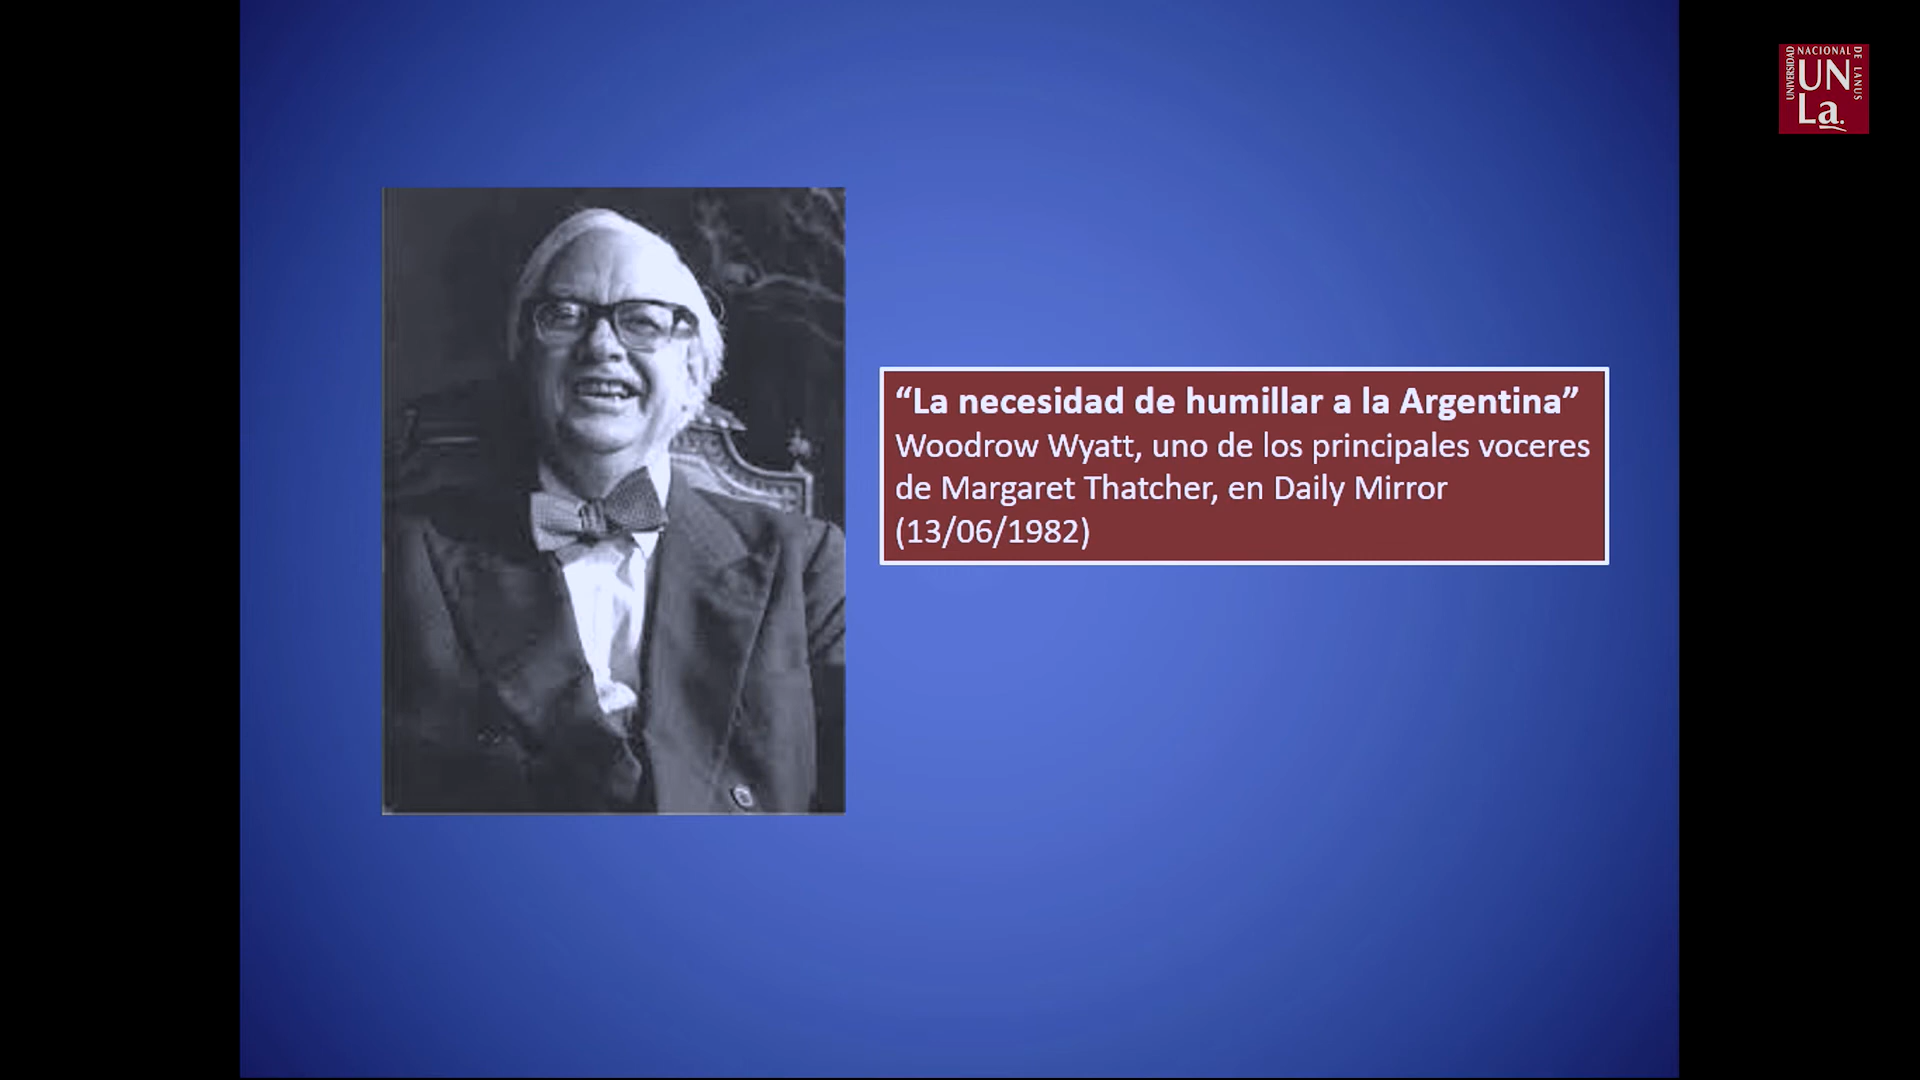 UNIVERSIDAD
NACIONAL
DE LANUS
UN
La.
“La necesidad de humillar a la Argentina”
Woodrow Wyatt, uno de los principales voceres
de Margaret Thatcher, en Daily Mirror
(13/06/1982)